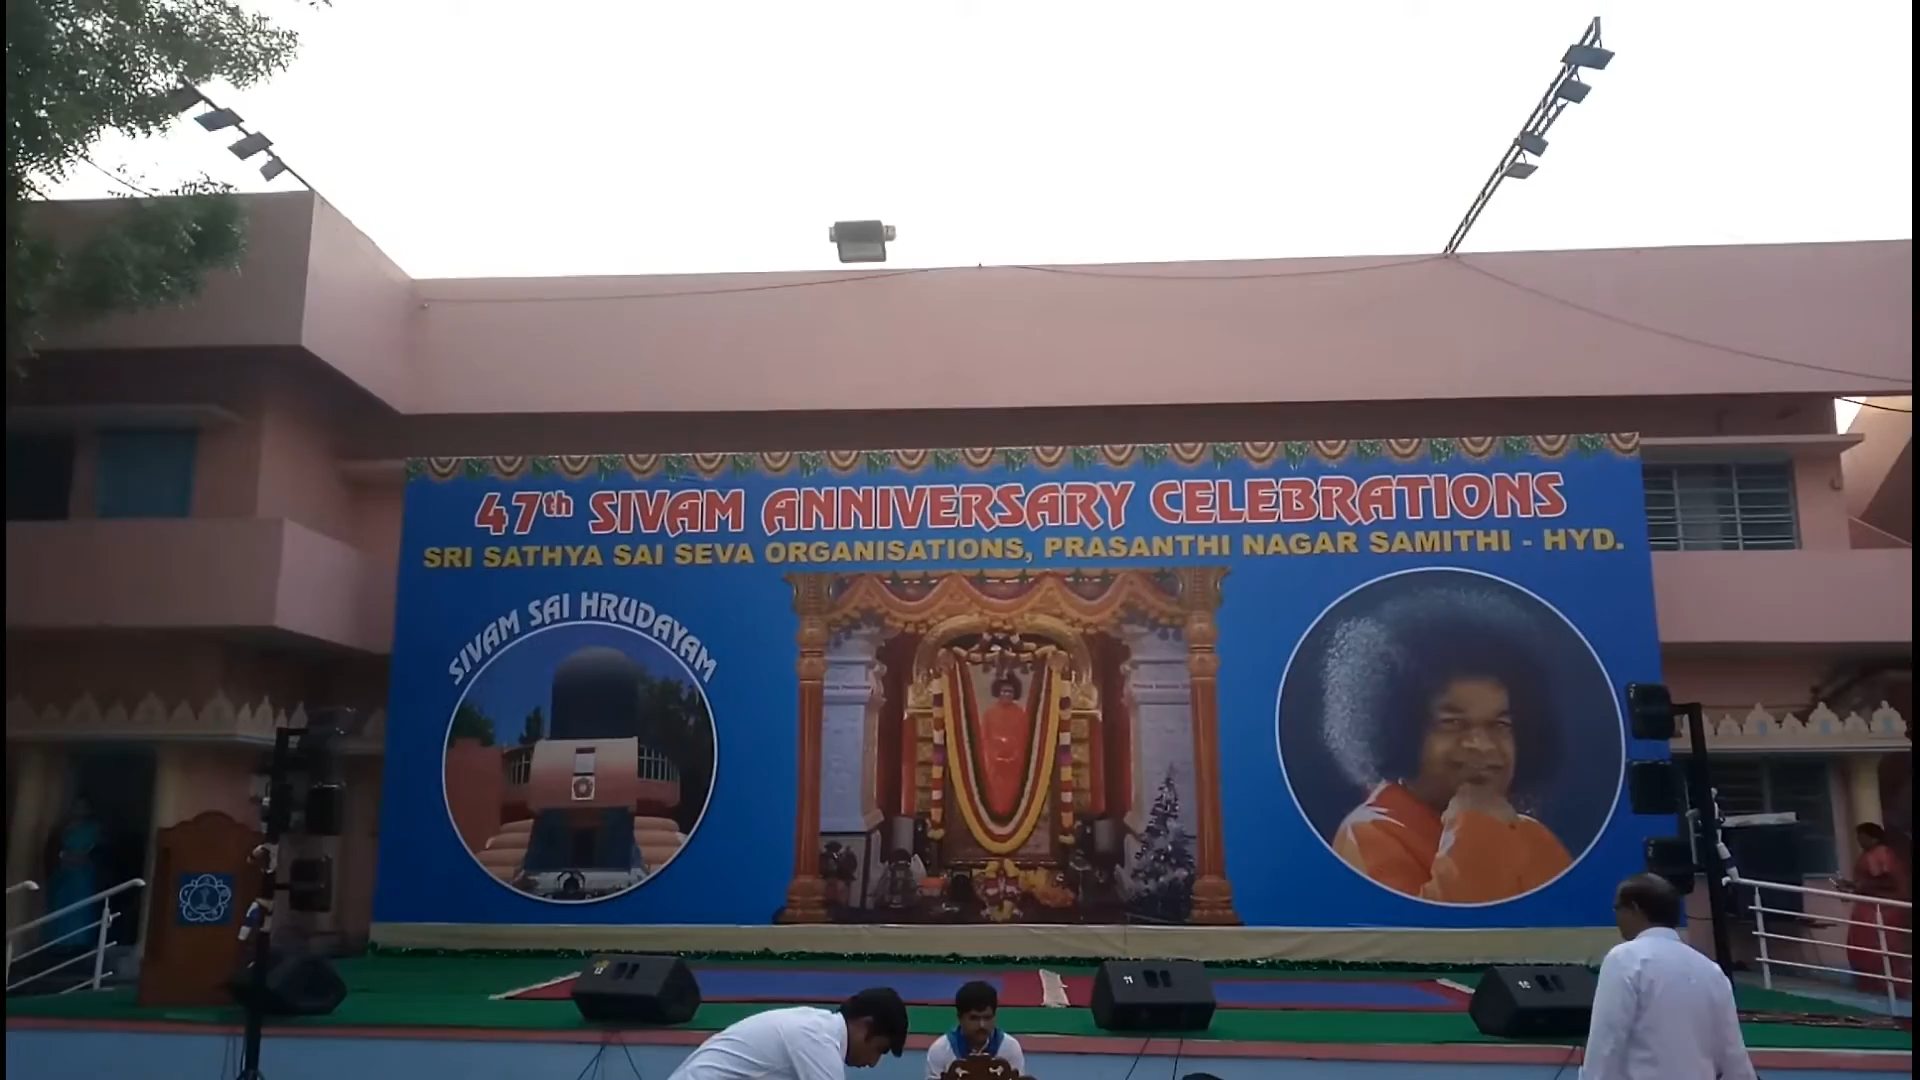 47th SIVAM ANNIVERSARY CELEBRATIONS
SRI SATHYA SAI SEVA ORGANISATIONS, PRASANTHI NAGAR SAMITHI - HYD.
SIVAM SAI HRUDAYAM